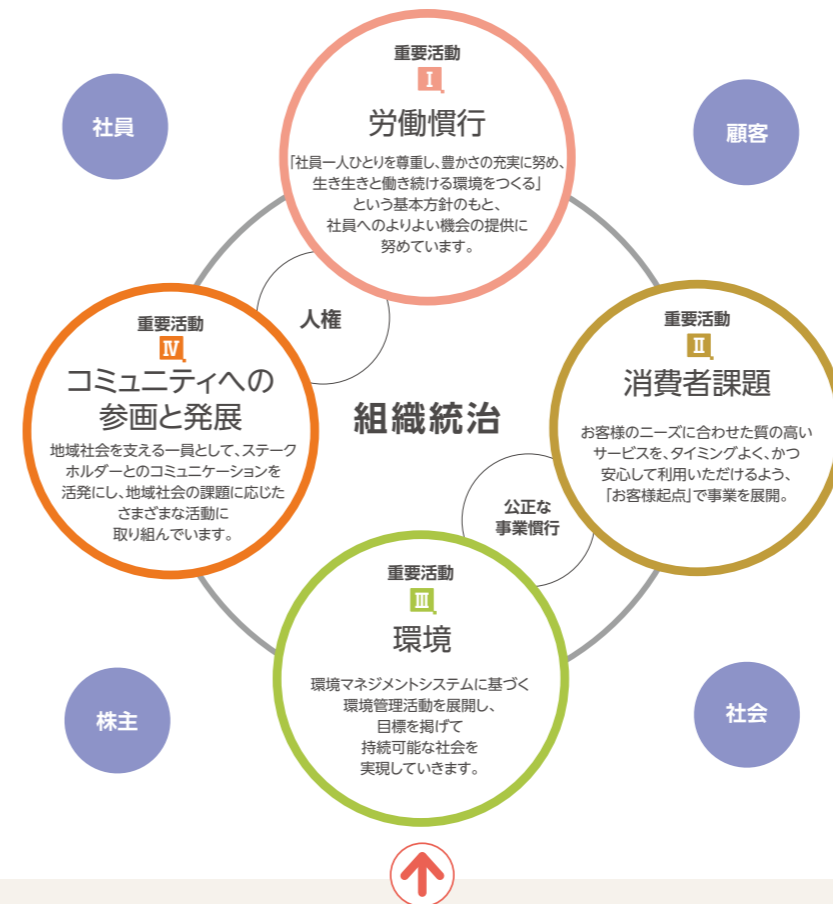 重要活動
Ⅰ
労働慣行
「社員一人ひとりを尊重し、豊かさの充実に努め、
生き生きと働き続ける環境をつくる」
という基本方針のもと、
社員へのよりよい機会の提供に
努めています。
社員
顧客
人権
重要活動
Ⅳ
コミュニティへの
参画と発展
地域社会を支える一員として、ステーク
ホルダーとのコミュニケーションを
活発にし、地域社会の課題に応じた
さまざまな活動に
取り組んでいます。
組織統治
重要活動
Ⅱ
消費者課題
お客様のニーズに合わせた質の高い
サービスを、タイミングよく、かつ
安心して利用いただけるよう、
「お客様起点」で事業を展開。
公正な
事業慣行
重要活動
Ⅲ
環境
環境マネジメントシステムに基づく
環境管理活動を展開し、
目標を掲げて
持続可能な社会を
実現していきます。
株主
社会